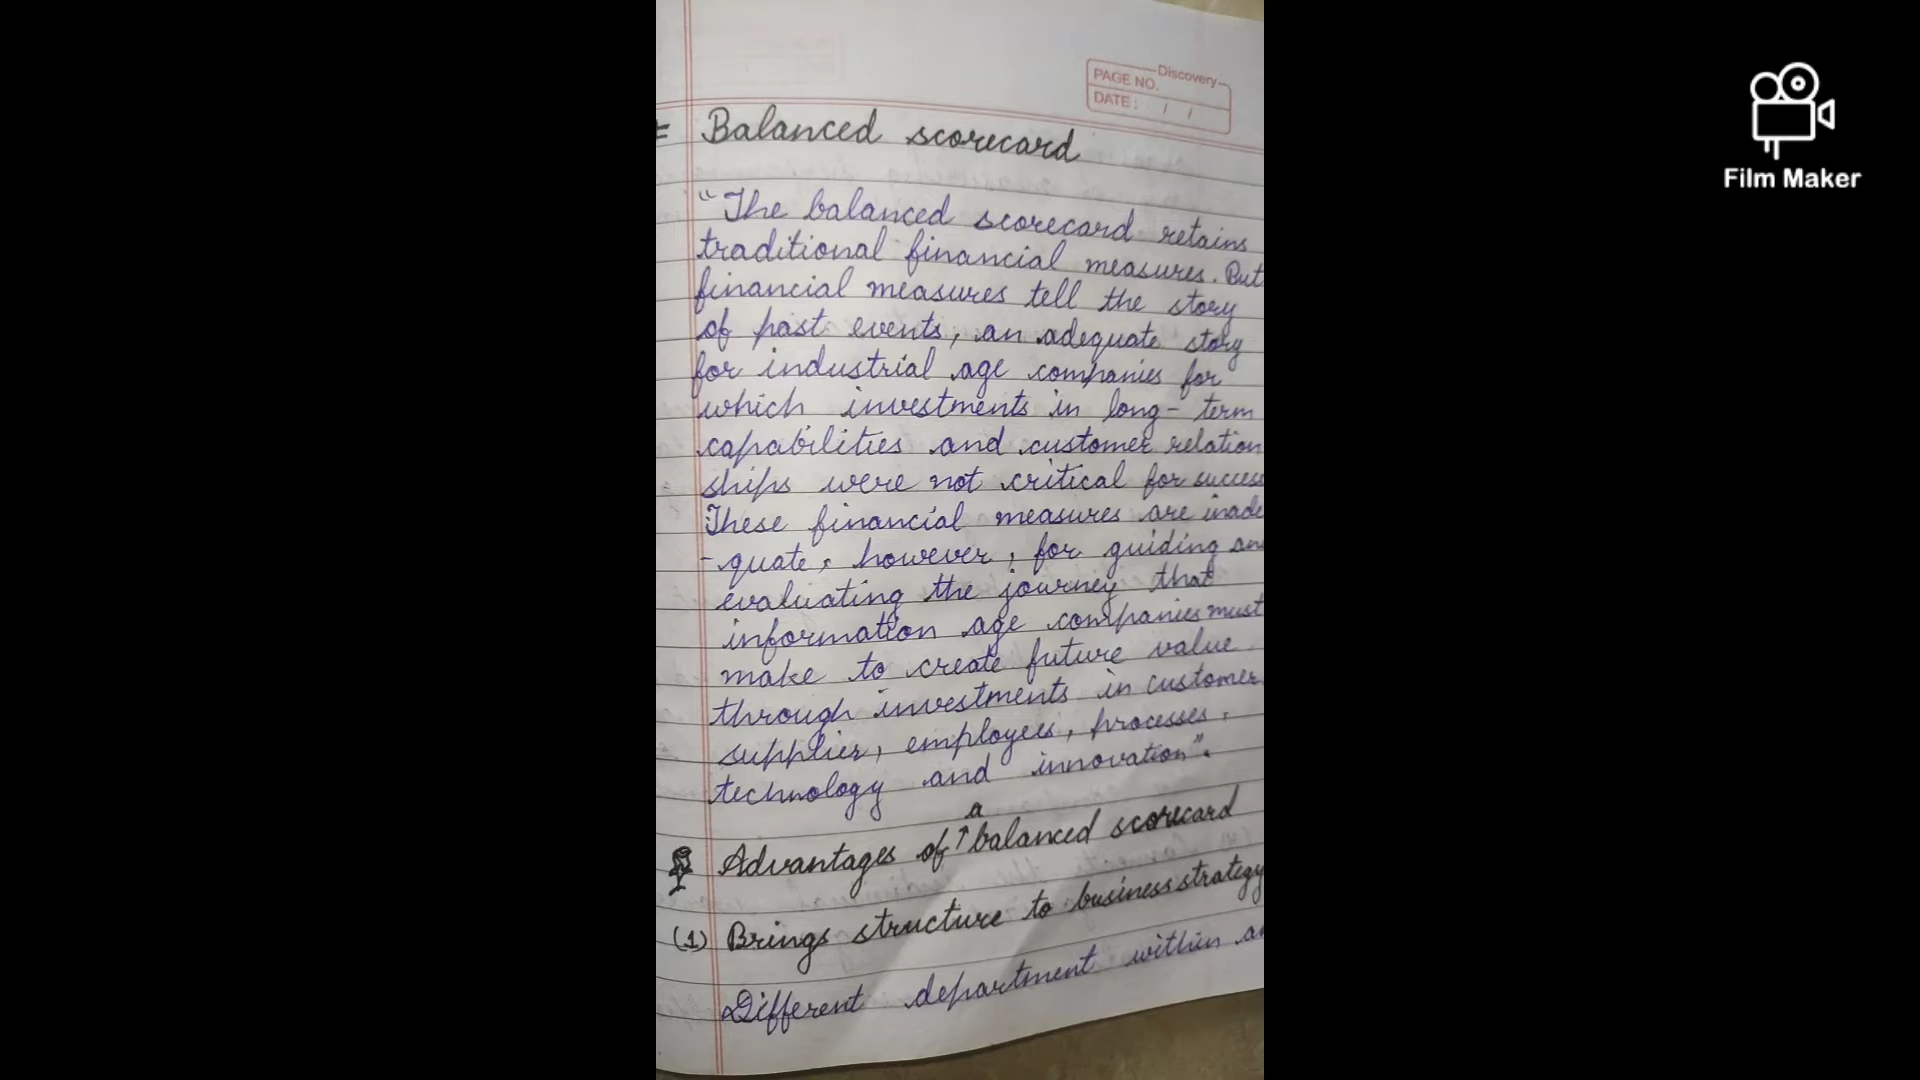 Discovery
PAGE NO.
DATE: / /
= Balanced scorecard
"The balanced scorecard retains
traditional financial measures. But
financial measures tell the story
of past events, an adequate story
for industrial age companies for
which investments in long-term
capabilities and customer relation
ships were not critical for success
These financial measures are inade
-quate, however, for guiding an
evaluating the journey that
information age companies must
make to create future value
through investments in customer
supplier, employees, processes,
technology and innovation".
a
Advantages of ↑ balanced scorecard
(1) Brings structure to business strategy
Different department within a
Film Maker